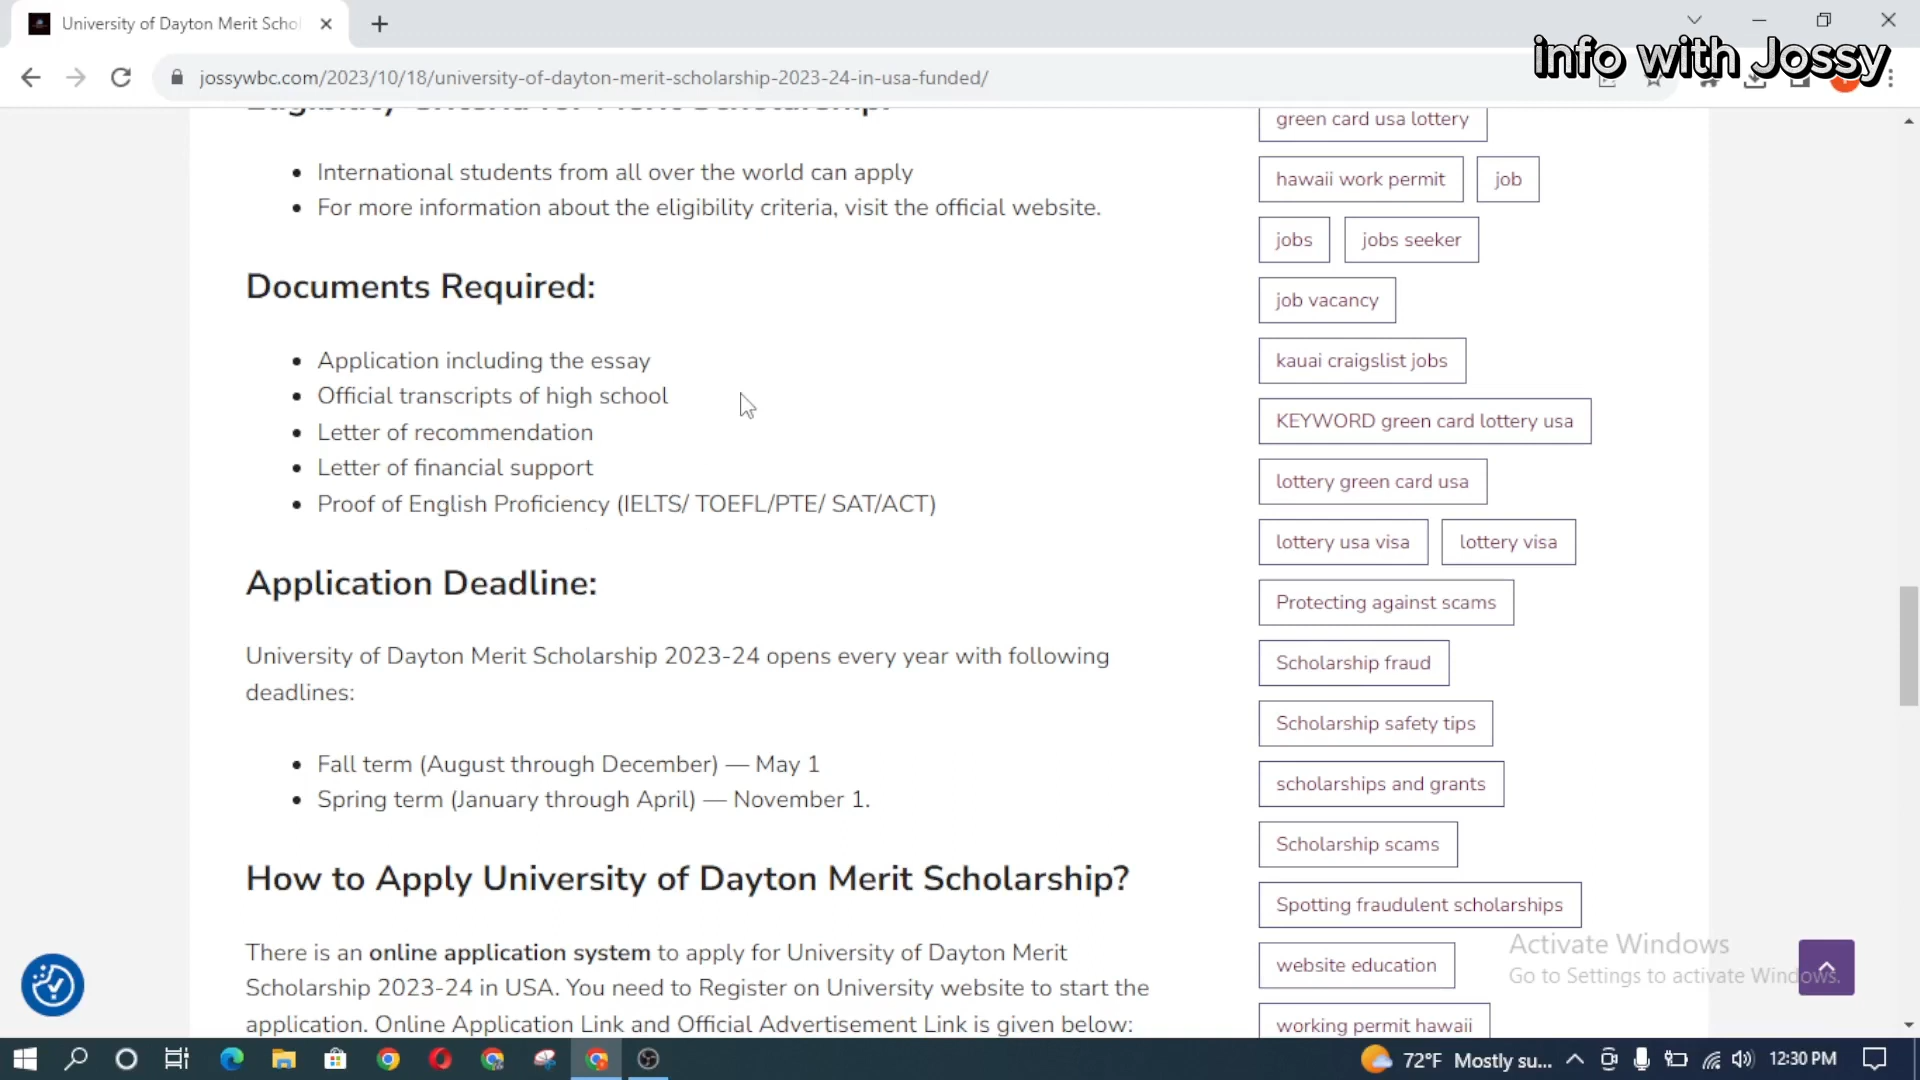 University of Dayton Merit Schol
info with Jossy
jossywbc.com/2023/10/18/university-of-dayton-merit-scholarship-2023-24-in-usa-funded/
Eligibility Criteria for Merit Scholarship:
International students from all over the world can apply
For more information about the eligibility criteria, visit the official website.
Documents Required:
Application including the essay
Official transcripts of high school
Letter of recommendation
Letter of financial support
Proof of English Proficiency (IELTS/ TOEFL/PTE/ SAT/ACT)
Application Deadline:
University of Dayton Merit Scholarship 2023-24 opens every year with following
deadlines:
Fall term (August through December) — May 1
Spring term (January through April) — November 1.
How to Apply University of Dayton Merit Scholarship?
There is an online application system to apply for University of Dayton Merit
Scholarship 2023-24 in USA. You need to Register on University website to start the
application. Online Application Link and Official Advertisement Link is given below:
green card usa lottery
hawaii work permit
job
jobs
jobs seeker
job vacancy
kauai craigslist jobs
KEYWORD green card lottery usa
lottery green card usa
lottery usa visa
lottery visa
Protecting against scams
Scholarship fraud
Scholarship safety tips
scholarships and grants
Scholarship scams
Spotting fraudulent scholarships
website education
working permit hawaii
Activate Windows
Go to Settings to activate Windows.
72°F Mostly su...
12:30 PM